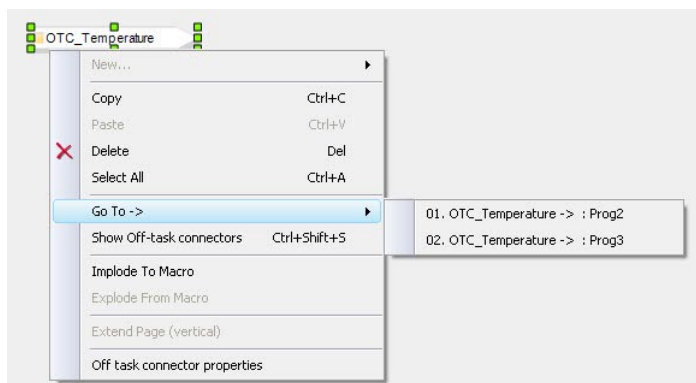 OTC_Temperature
New...
Copy Ctrl+C
Paste Ctrl+V
Delete Del
Select All Ctrl+A
Go To ->
01. OTC_Temperature -> : Prog2
Show Off-task connectors Ctrl+Shift+S
02. OTC_Temperature -> : Prog3
Implode To Macro
Explode From Macro
Extend Page (vertical)
Off task connector properties